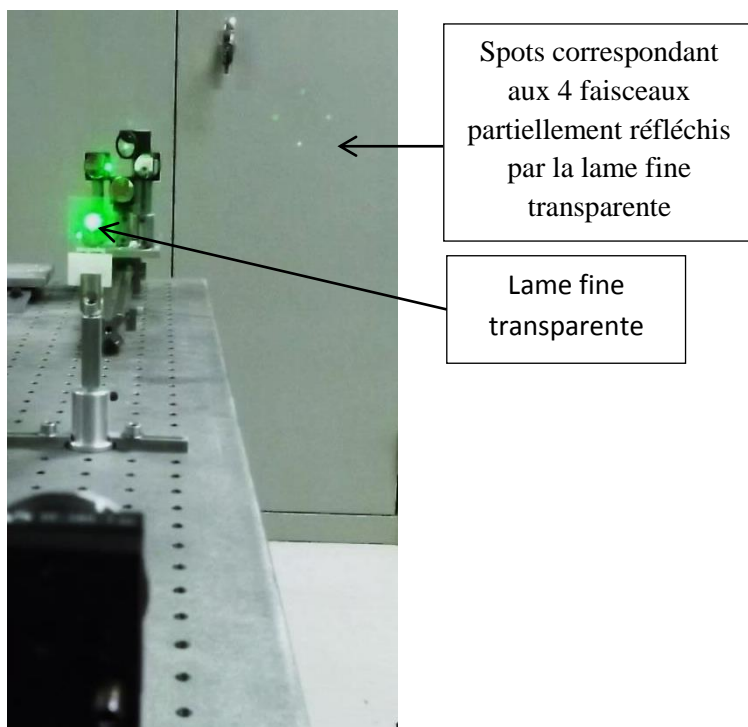 Spots correspondant
aux 4 faisceaux
partiellement réfléchis
par la lame fine
transparente
Lame fine
transparente